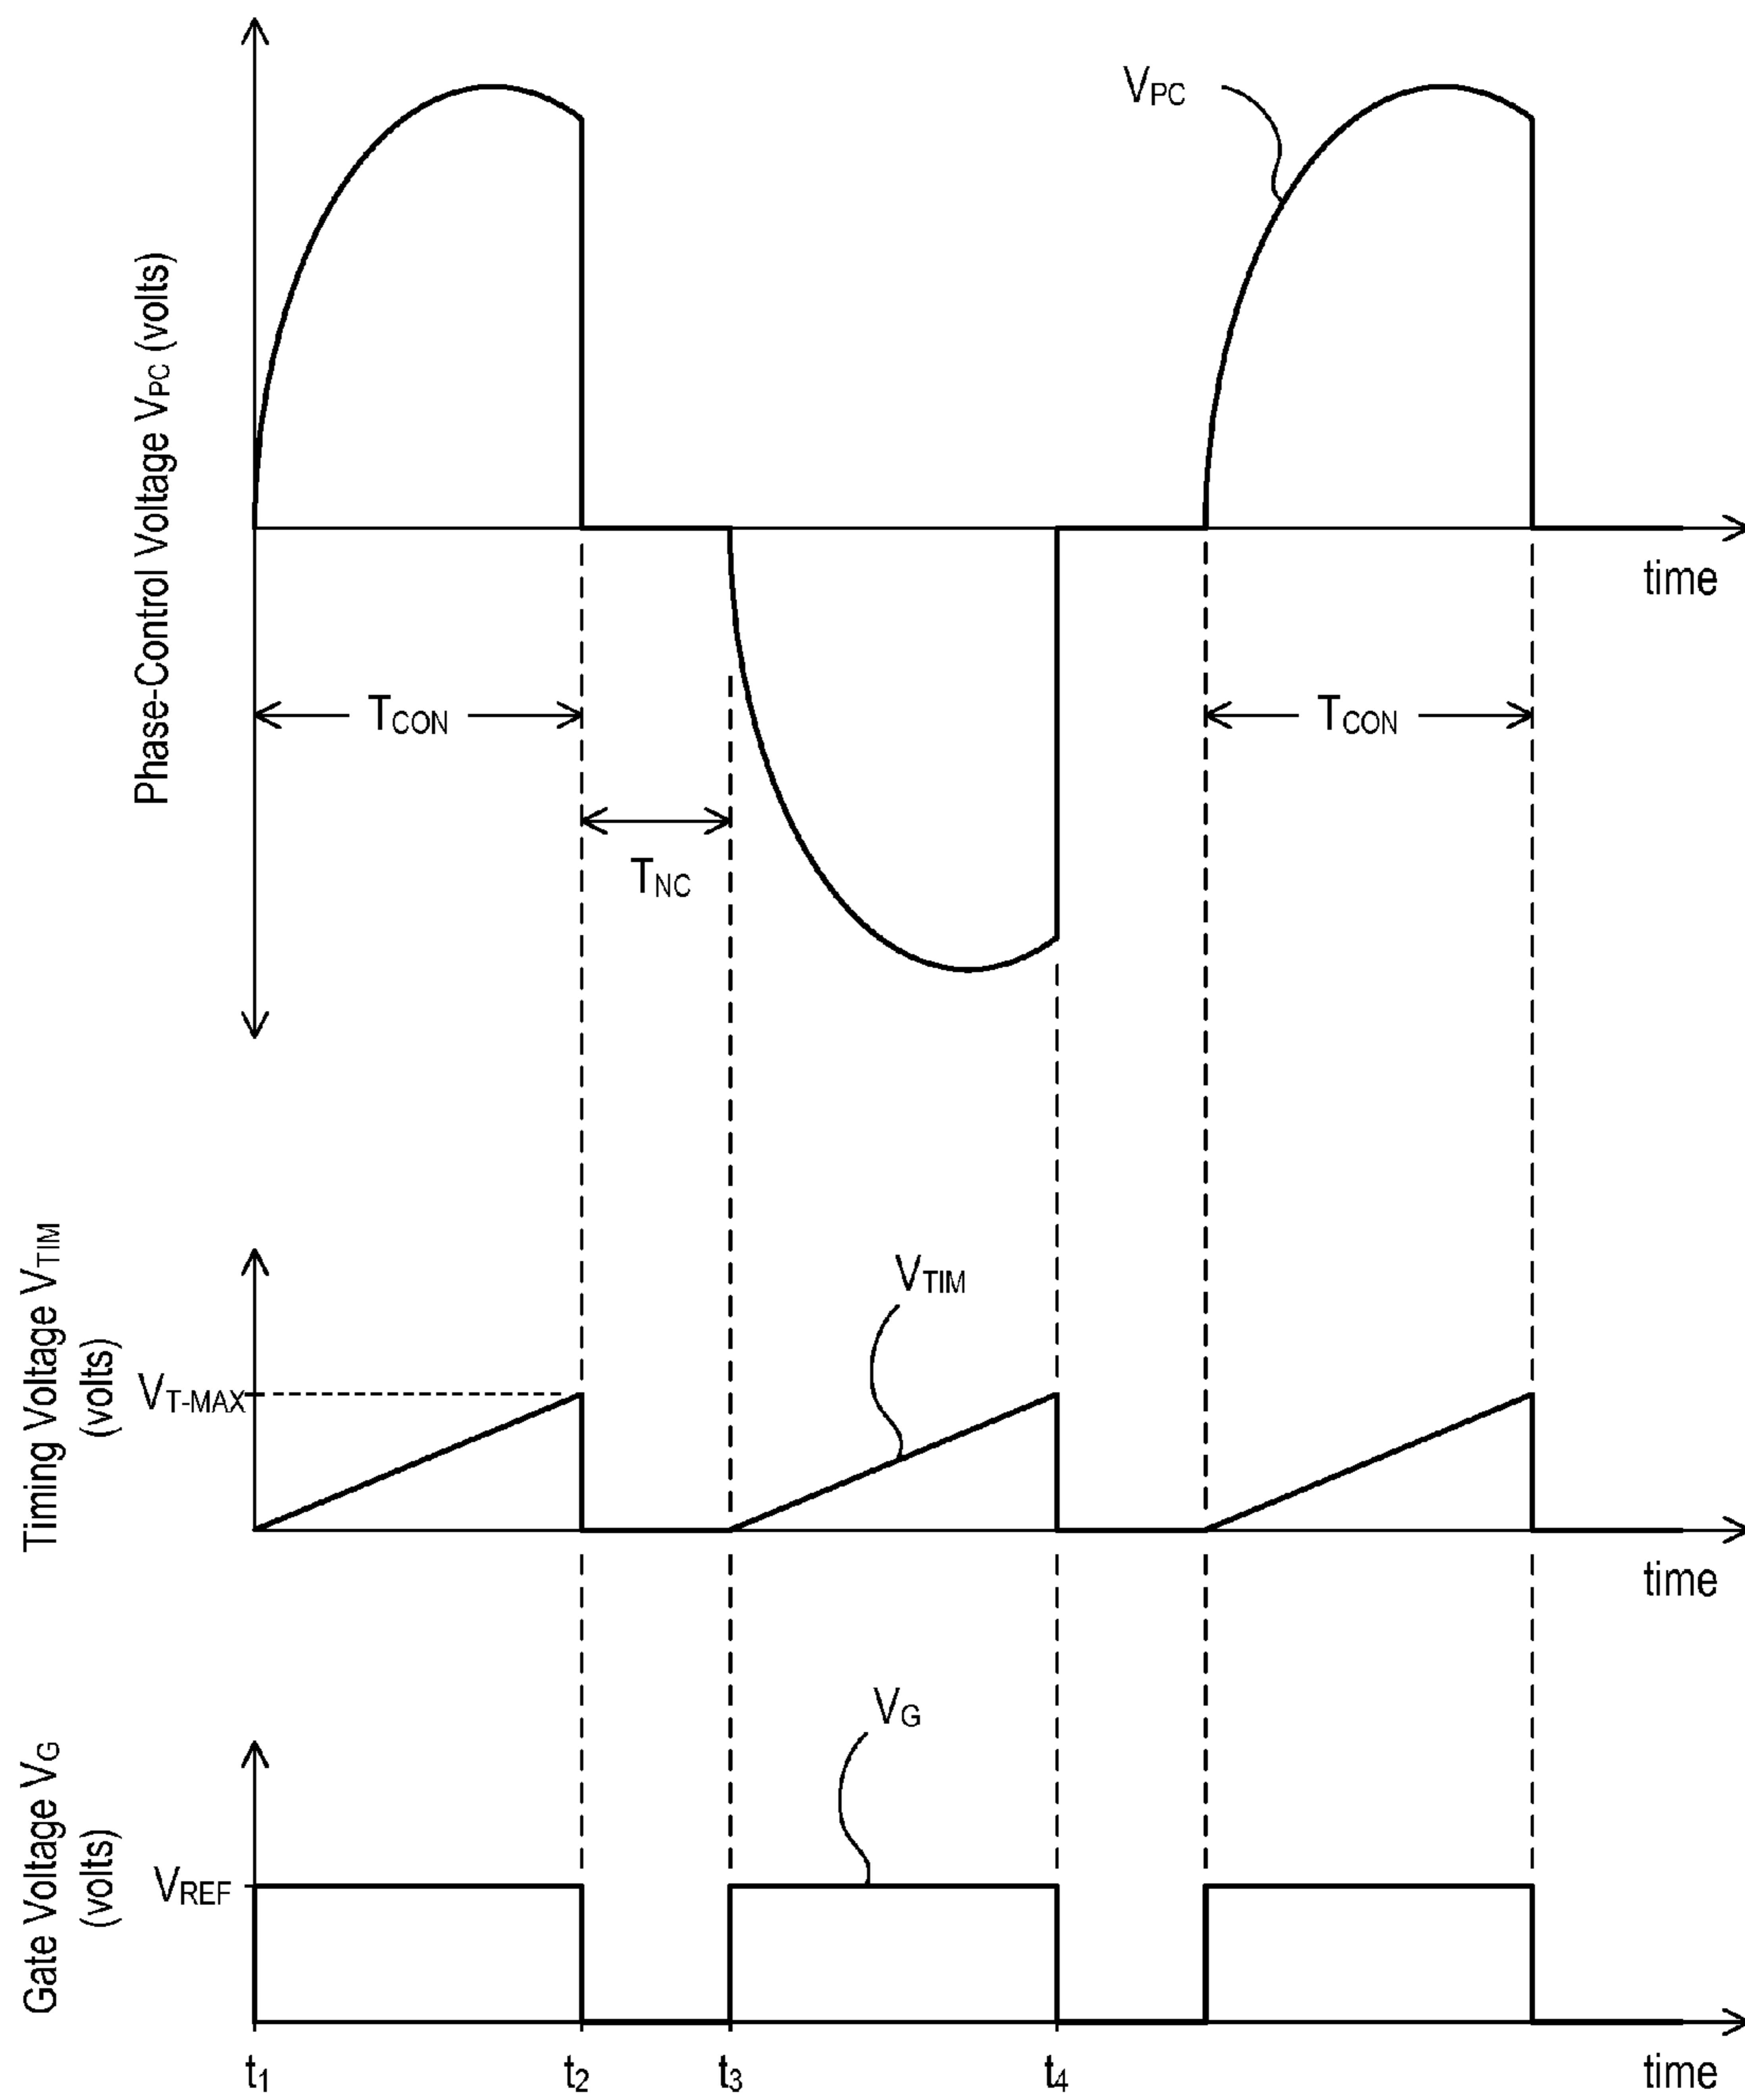 Phase-Control Voltage VPC (volts)
VPC
time
TCON
TCON
TNC
Timing Voltage VTIM
(volts)
VTIM
VT-MAX
time
Gate Voltage VG
(volts)
VG
VREF
t1
t2
t3
t4
time